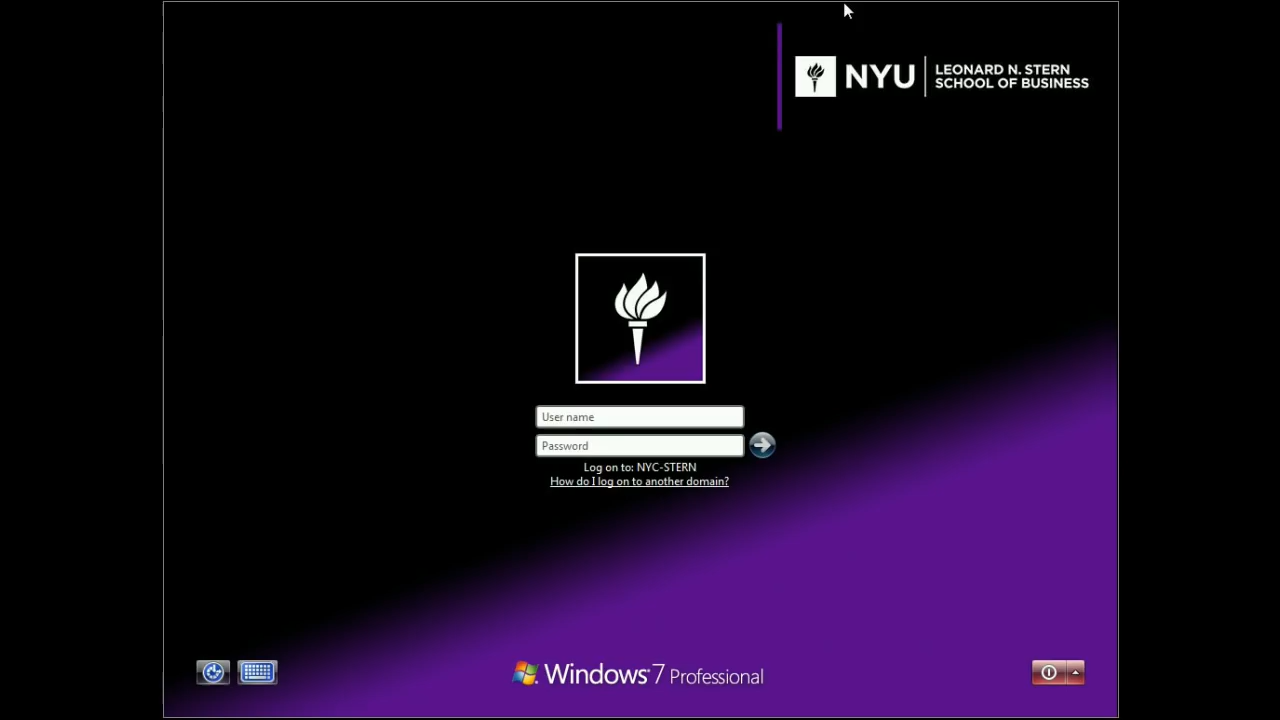 NYU
LEONARD N. STERN
SCHOOL OF BUSINESS
User name
Password
Log on to: NYC-STERN
How do I log on to another domain?
Windows 7 Professional